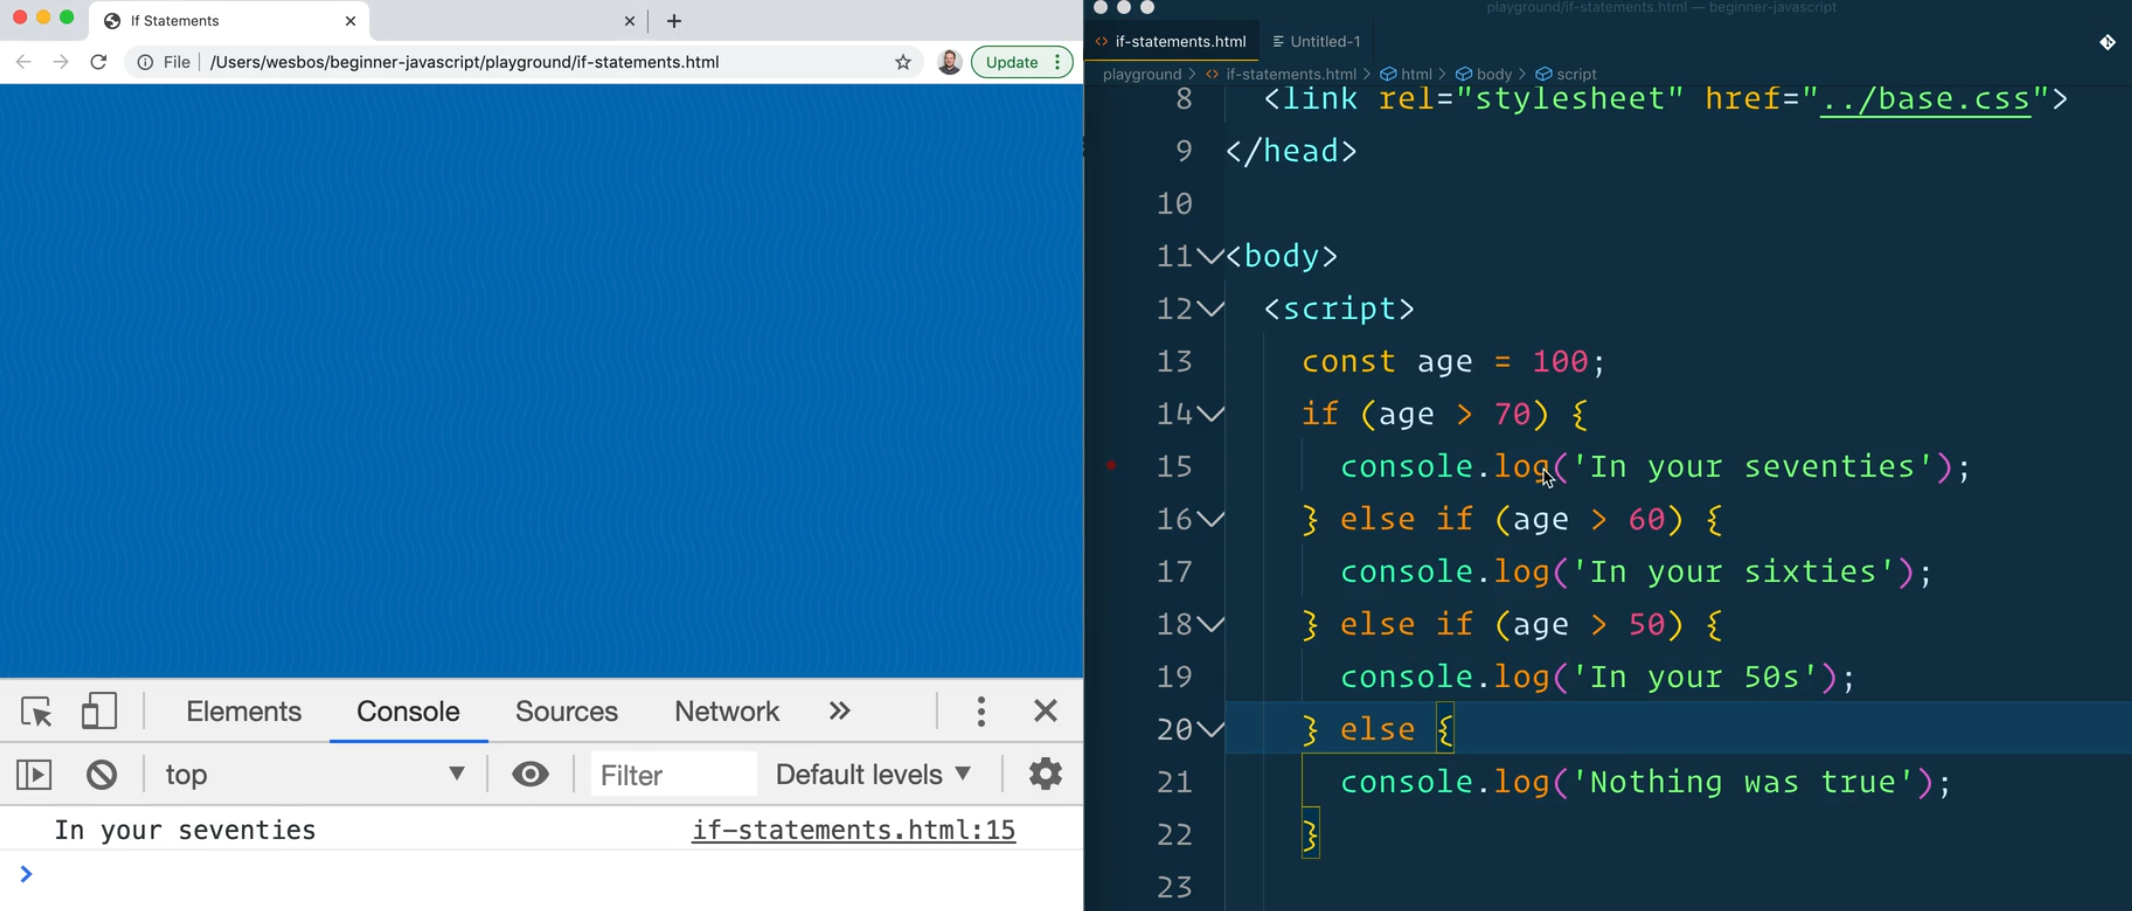 If Statements
File /Users/wesbos/beginner-javascript/playground/if-statements.html Update
Elements Console Sources Network
top Filter Default levels
In your seventies if-statements.html:15
playground/if-statements.html — beginner-javascript
if-statements.html Untitled-1
playground > if-statements.html > html > body > script
8 <link rel="stylesheet" href="../base.css">
9 </head>
10
11 <body>
12 <script>
13 const age = 100;
14 if (age > 70) {
15 console.log('In your seventies');
16 } else if (age > 60) {
17 console.log('In your sixties');
18 } else if (age > 50) {
19 console.log('In your 50s');
20 } else {
21 console.log('Nothing was true');
22 }
23